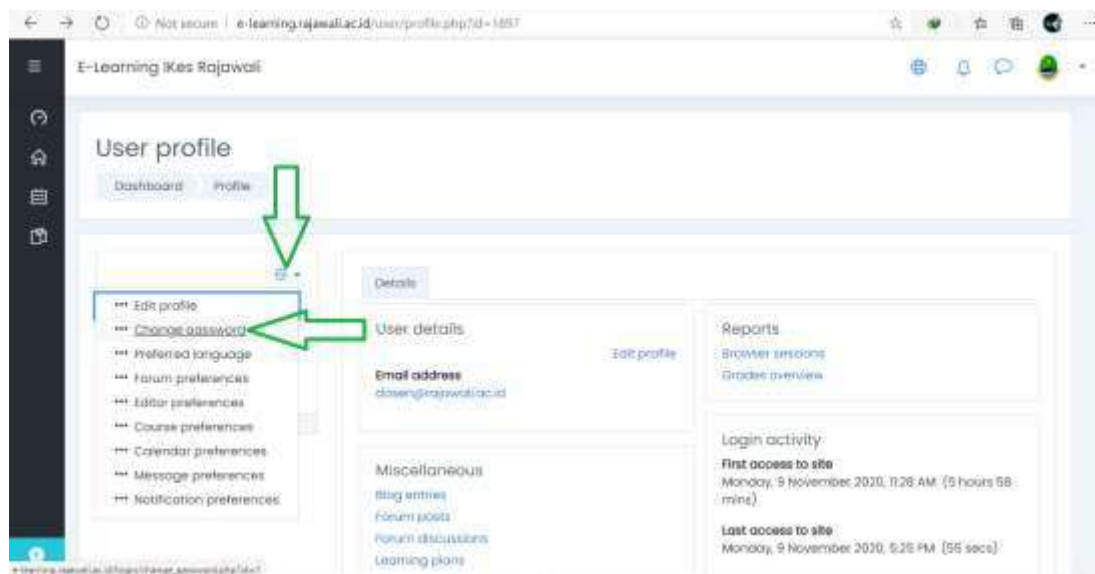 Not secure | e-learning.rajawali.ac.id/user/profile.php?id=1857
E-Learning IKes Rajawali
User profile
Dashboard Profile
Details
Edit profile
Change password
Preferred language
Forum preferences
Editor preferences
Course preferences
Calendar preferences
Message preferences
Notification preferences
User details
Edit profile
Email address
dosen@rajawali.ac.id
Miscellaneous
Blog entries
Forum posts
Forum discussions
Learning plans
Reports
Browser sessions
Grades overview
Login activity
First access to site
Monday, 9 November 2020, 11:28 AM (5 hours 58
mins)
Last access to site
Monday, 9 November 2020, 5:25 PM (55 secs)